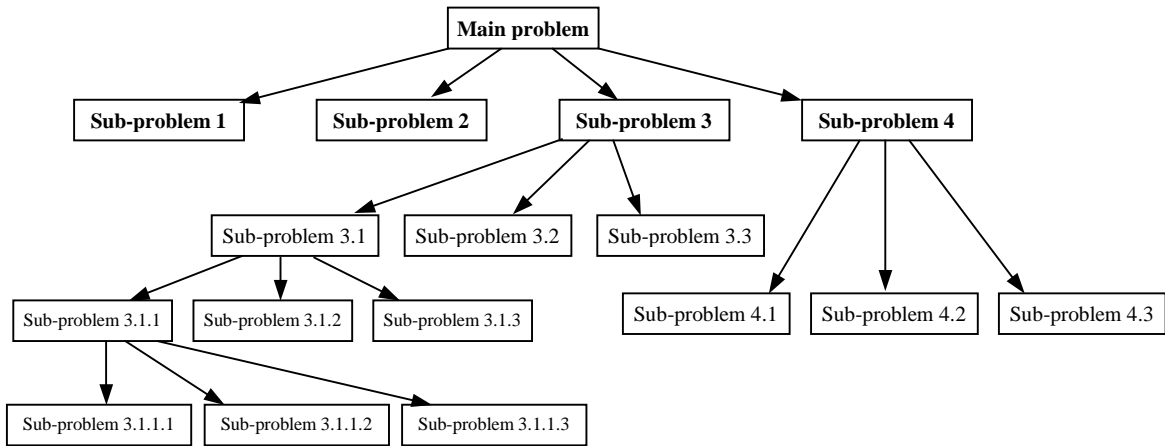 Main problem
Sub-problem 1
Sub-problem 2
Sub-problem 3
Sub-problem 4
Sub-problem 3.1
Sub-problem 3.2
Sub-problem 3.3
Sub-problem 3.1.1
Sub-problem 3.1.2
Sub-problem 3.1.3
Sub-problem 4.1
Sub-problem 4.2
Sub-problem 4.3
Sub-problem 3.1.1.1
Sub-problem 3.1.1.2
Sub-problem 3.1.1.3